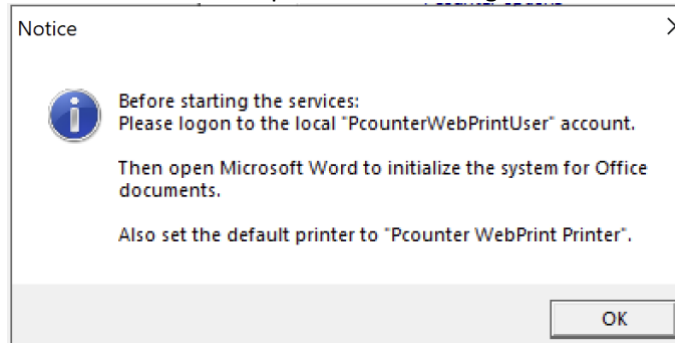 Notice
Before starting the services:
Please logon to the local "PcounterWebPrintUser" account.
Then open Microsoft Word to initialize the system for Office
documents.
Also set the default printer to "Pcounter WebPrint Printer".
OK